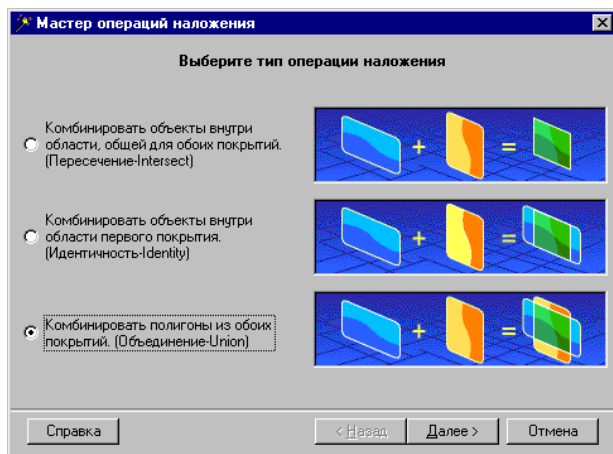 Мастер операций наложения
Выберите тип операции наложения
Комбинировать объекты внутри
области, общей для обоих покрытий.
(Пересечение-Intersect)
+ =
Комбинировать объекты внутри
области первого покрытия.
(Идентичность-Identity)
+ =
Комбинировать полигоны из обоих
покрытий. (Объединение-Union)
+ =
Справка < Назад Далее > Отмена